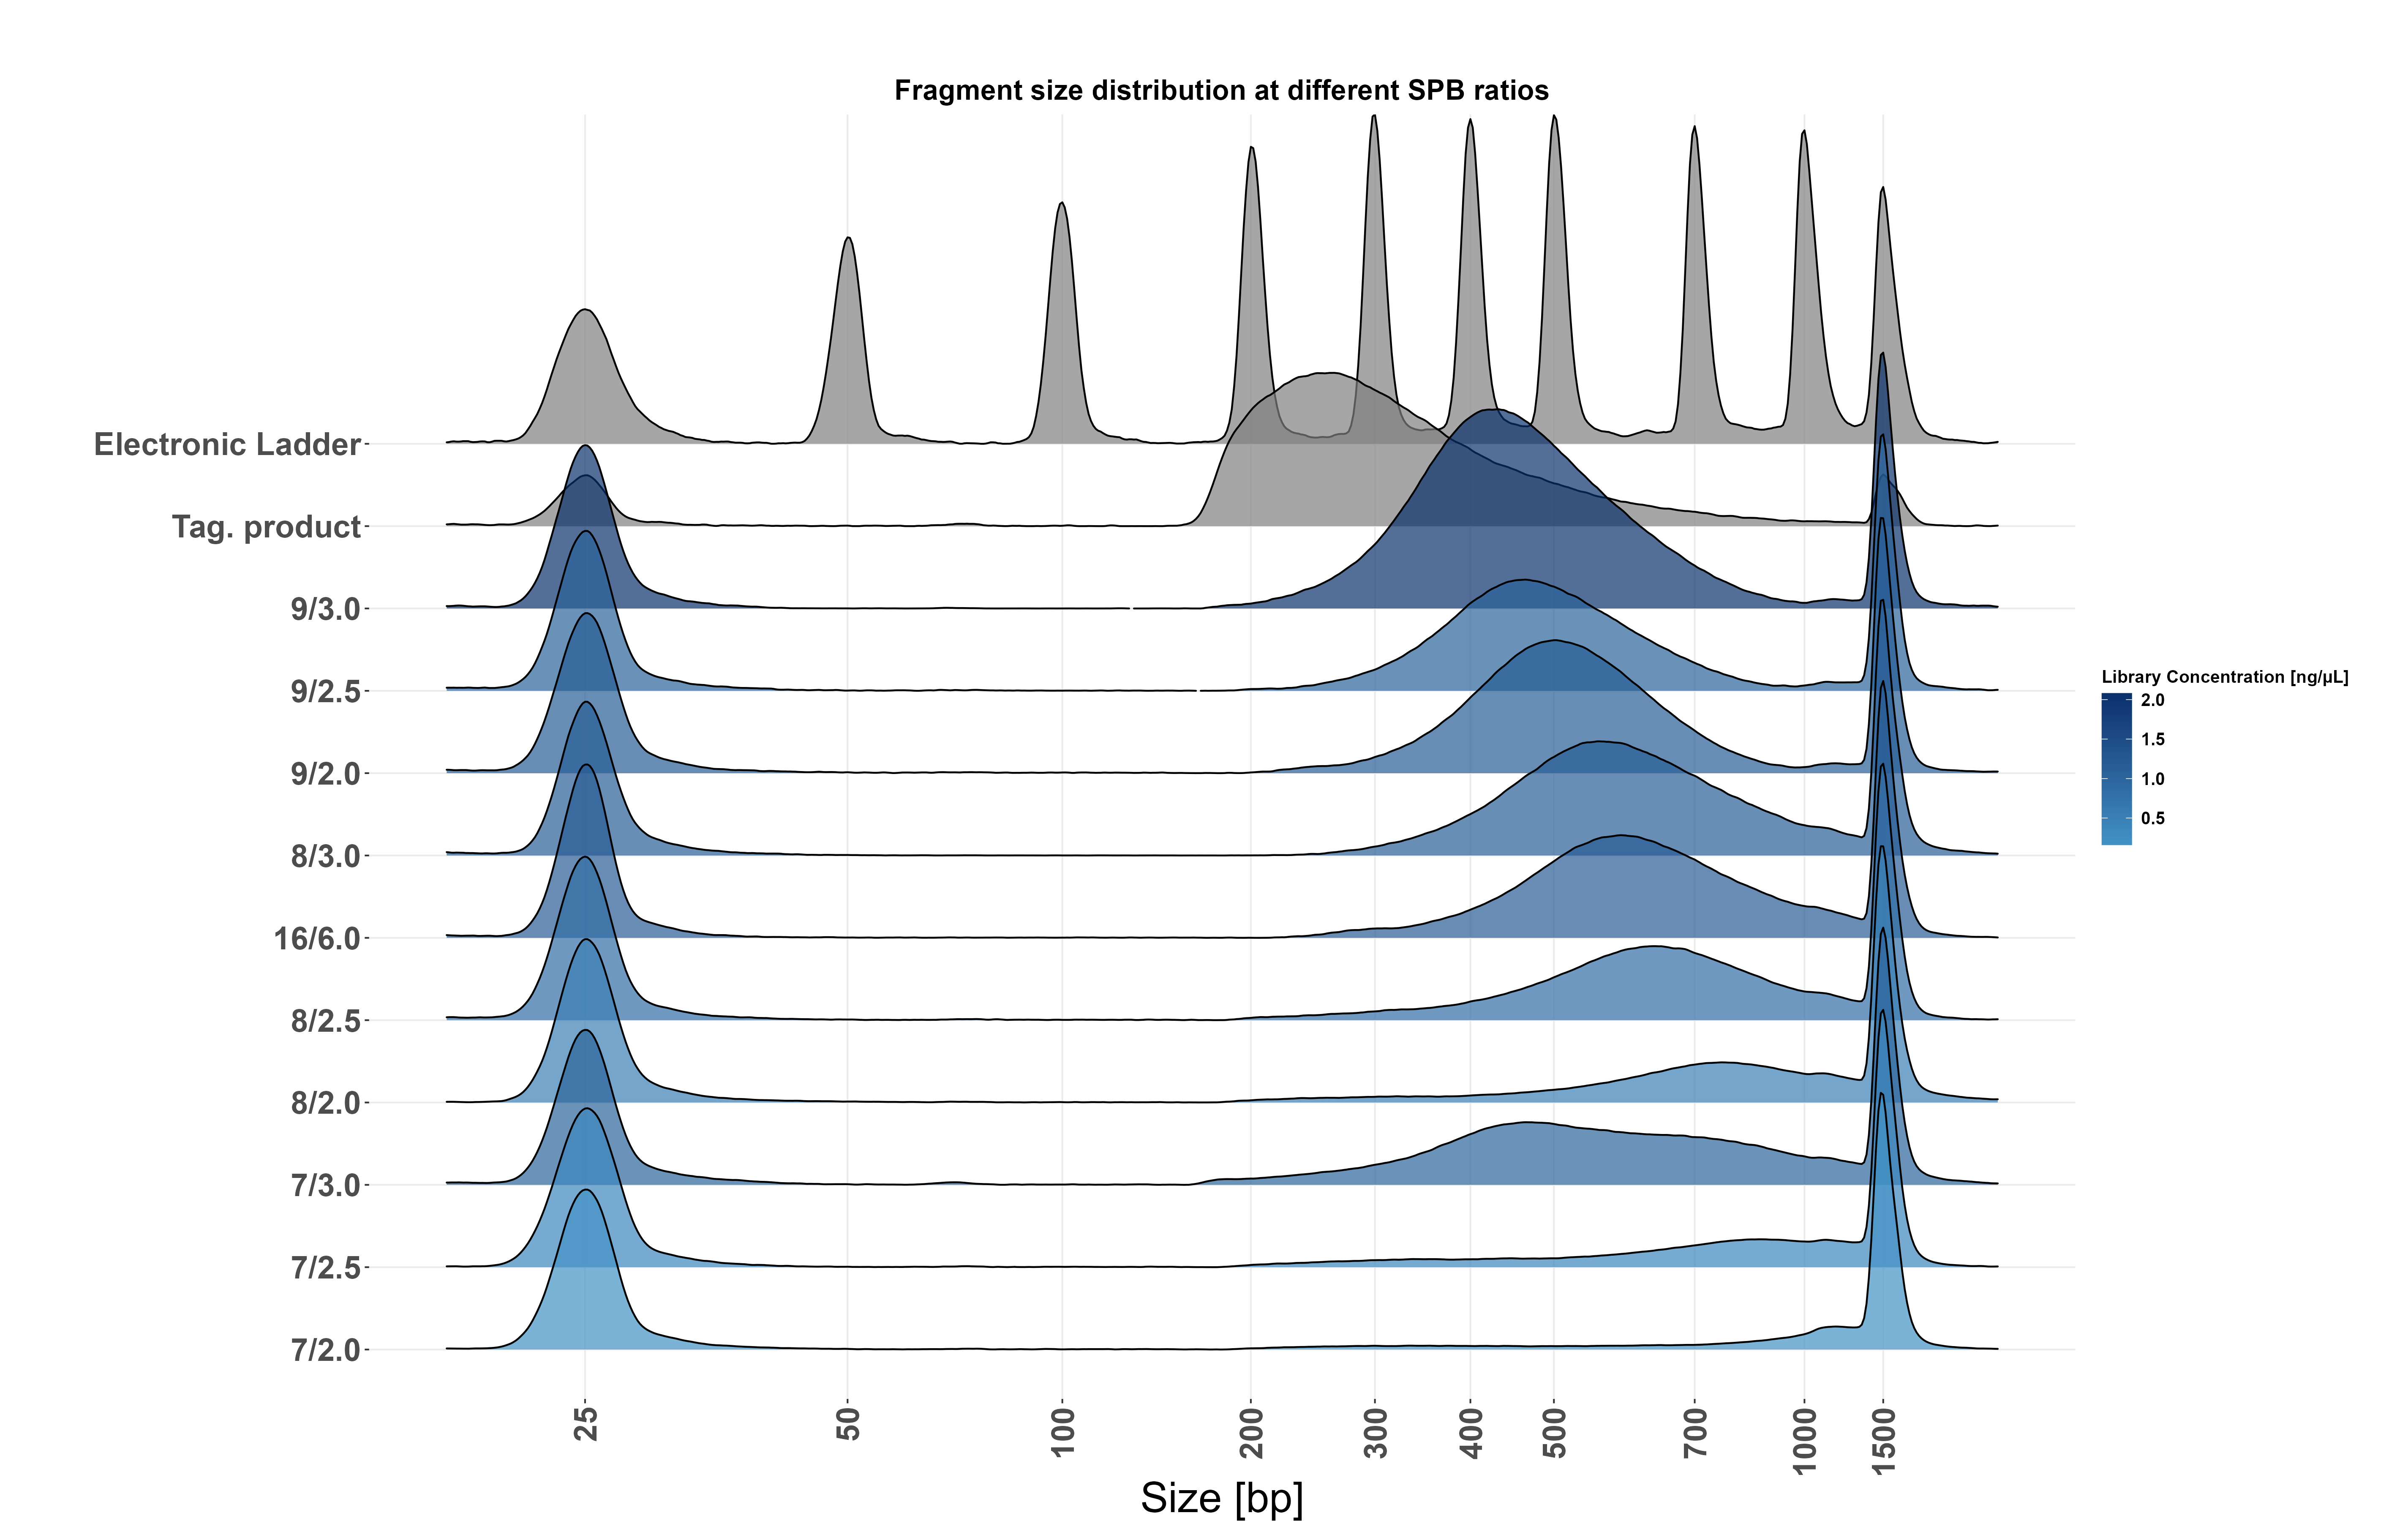 Fragment size distribution at different SPB ratios
Electronic Ladder
Tag. product
9/3.0
9/2.5
9/2.0
8/3.0
16/6.0
8/2.5
8/2.0
7/3.0
7/2.5
7/2.0
25 50 100 200 300 400 500 700 1000 1500
Size [bp]
Library Concentration [ng/µL]
2.0
1.5
1.0
0.5